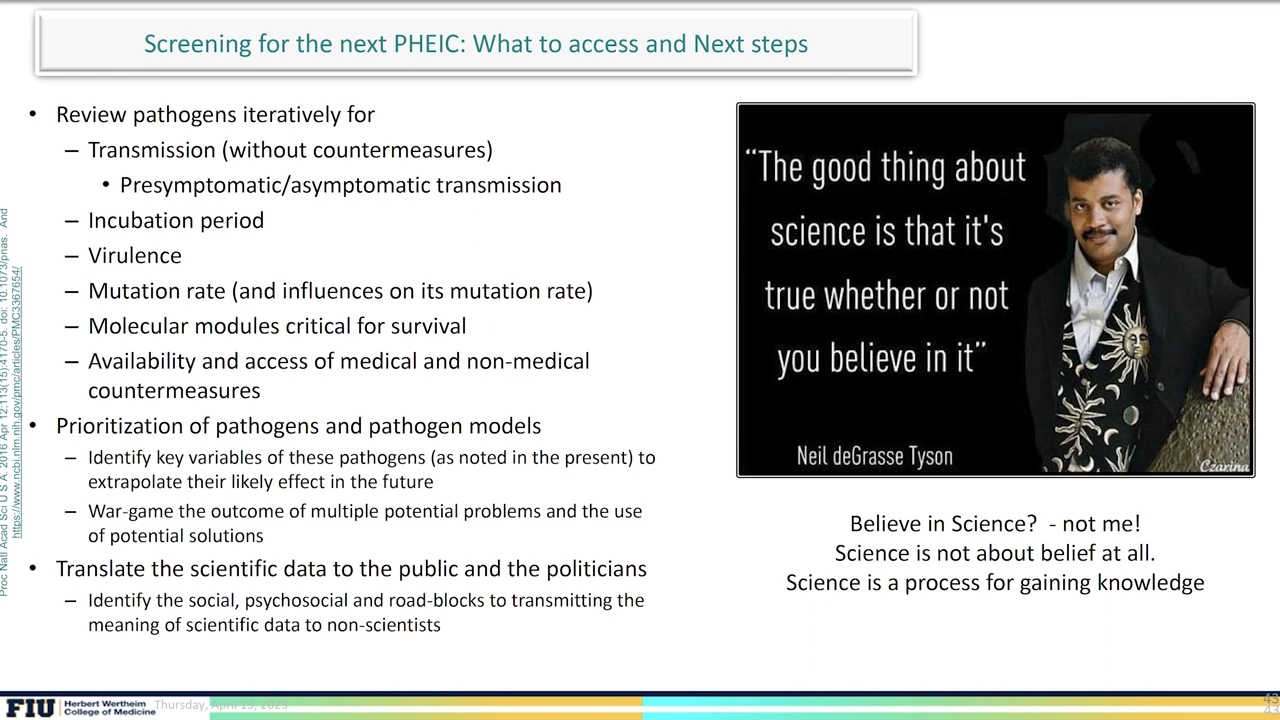 Screening for the next PHEIC: What to access and Next steps
• Review pathogens iteratively for
– Transmission (without countermeasures)
• Presymptomatic/asymptomatic transmission
– Incubation period
– Virulence
– Mutation rate (and influences on its mutation rate)
– Molecular modules critical for survival
– Availability and access of medical and non-medical
countermeasures
• Prioritization of pathogens and pathogen models
– Identify key variables of these pathogens (as noted in the present) to
extrapolate their likely effect in the future
– War-game the outcome of multiple potential problems and the use
of potential solutions
• Translate the scientific data to the public and the politicians
– Identify the social, psychosocial and road-blocks to transmitting the
meaning of scientific data to non-scientists
Proc Natl Acad Sci U S A. 2016 Apr 12;113(15):4170-5. doi: 10.1073/pnas. And
https://www.ncbi.nlm.nih.gov/pmc/articles/PMC3367654/
“The good thing about
science is that it's
true whether or not
you believe in it”
Neil deGrasse Tyson
Czarina
Believe in Science? - not me!
Science is not about belief at all.
Science is a process for gaining knowledge
FIU
Herbert Wertheim
College of Medicine
Thursday, April 13, 2023
43
43